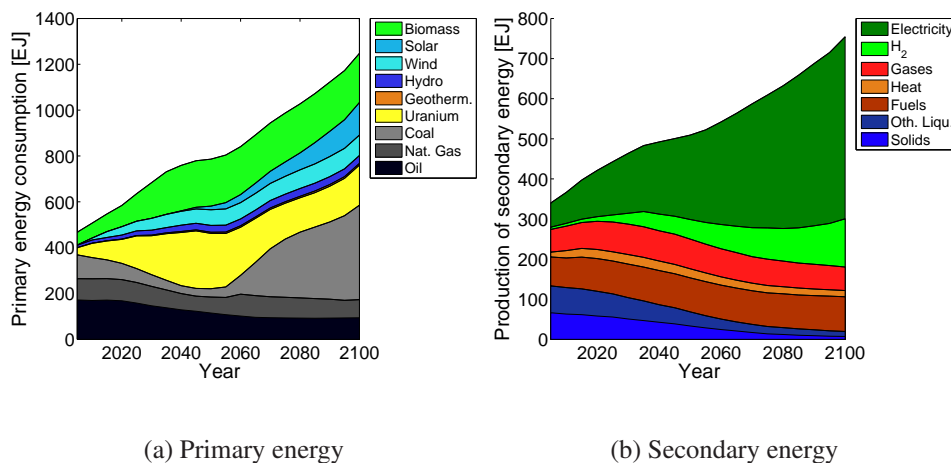 1400
1200
1000
800
600
400
200
0
2020 2040 2060 2080 2100
Year
Primary energy consumption [EJ]
Biomass
Solar
Wind
Hydro
Geotherm.
Uranium
Coal
Nat. Gas
Oil
800
700
600
500
400
300
200
100
0
2020 2040 2060 2080 2100
Year
Production of secondary energy [EJ]
Electricity
H2
Gases
Heat
Fuels
Oth. Liqu.
Solids
(a) Primary energy
(b) Secondary energy